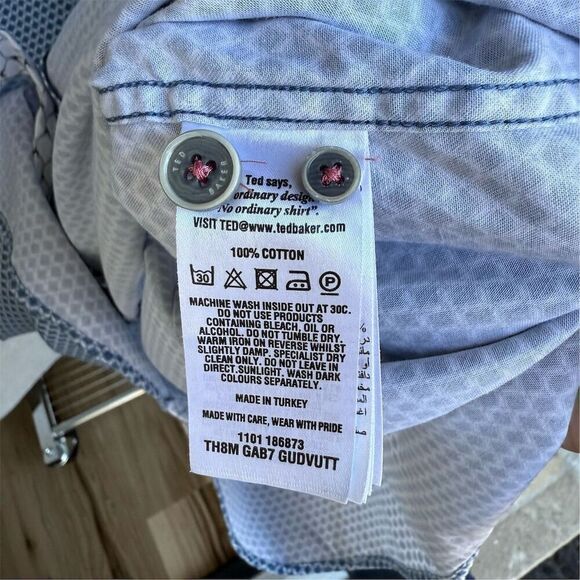 TED
BAKER
Ted says,
ordinary
No ordinary shirt".
VISIT TED@www.tedbaker.com
100% COTTON
30
P
MACHINE WASH INSIDE OUT AT 30C.
DO NOT USE PRODUCTS
CONTAINING BLEACH, OIL OR
ALCOHOL. DO NOT TUMBLE DRY.
WARM IRON ON REVERSE WHILST
SLIGHTLY DAMP. SPECIALIST DRY
CLEAN ONLY. DO NOT LEAVE IN
DIRECT.SUNLIGHT. WASH DARK
COLOURS SEPARATELY.
MADE IN TURKEY
MADE WITH CARE, WEAR WITH PRIDE
1101 186873
TH8M GAB7 GUDVUTT